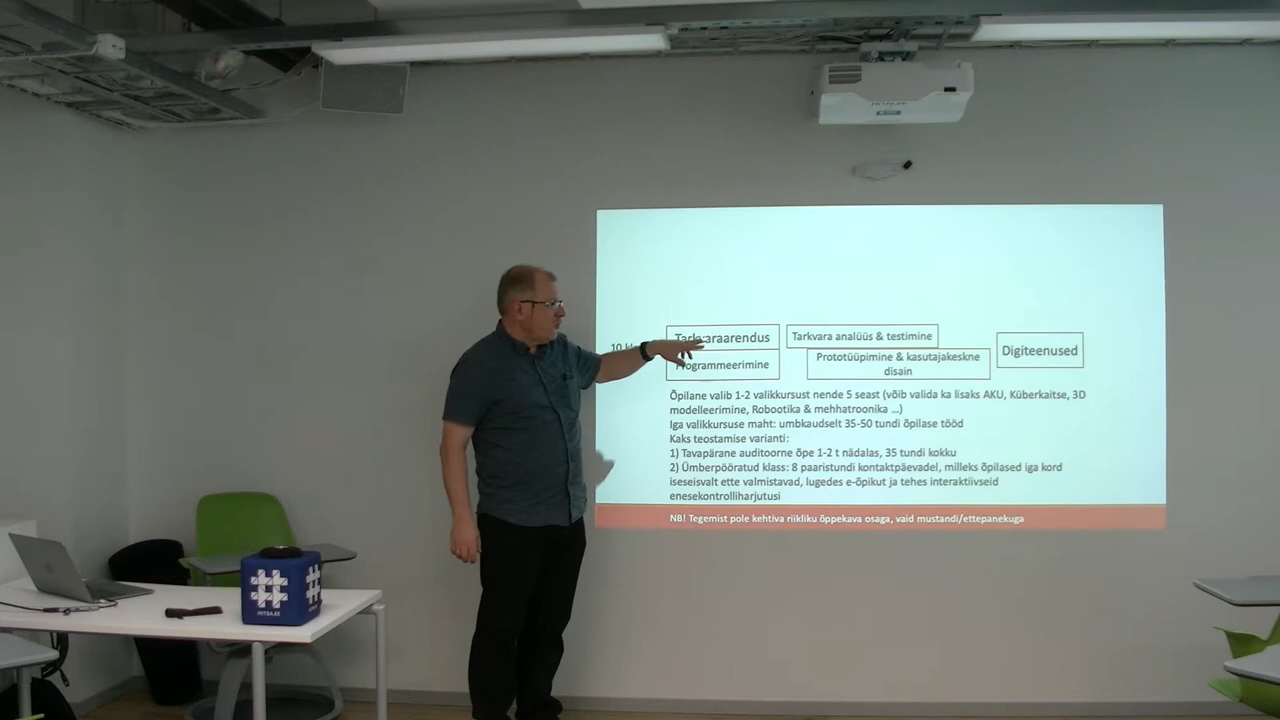 10
Tarkvaraarendus
Tarkvara analüüs & testimine
Programmeerimine
Prototüüpimine & kasutajakeskne
disain
Digiteenused
Õpilane valib 1-2 valikkursust nende 5 seast (võib valida ka lisaks AKU, Küberkaitse, 3D
modelleerimine, Robootika & mehhatroonika ...)
Iga valikkursuse maht: umbkaudselt 35-50 tundi õpilase tööd
Kaks teostamise varianti:
1) Tavapärane auditoorne õpe 1-2 t nädalas, 35 tundi kokku
2) Ümberpööratud klass: 8 paaristundi kontaktpäevadel, milleks õpilased iga kord
iseseisvalt ette valmistavad, lugedes e-õpikut ja tehes interaktiivseid
enesekontrolliharjutusi
NB! Tegemist pole kehtiva riikliku õppekava osaga, vaid mustandi/ettepanekuga
HITSA.EE